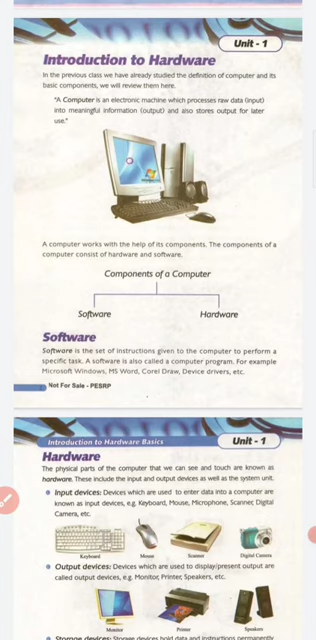 Unit - 1
Introduction to Hardware
In the previous class we have already studied the definition of computer and its
basic components, we will review them here.
"A Computer is an electronic machine which processes raw data (input)
into meaningful information (output) and also stores output for later
use."
A computer works with the help of its components. The components of a
computer consist of hardware and software.
Components of a Computer
Software
Hardware
Software
Software is the set of instructions given to the computer to perform a
specific task. A software is also called a computer program. For example
Microsoft Windows, MS Word, Corel Draw, Device drivers, etc.
Not For Sale - PESRP
Introduction to Hardware Basics
Unit - 1
Hardware
The physical parts of the computer that we can see and touch are known as
hardware. These include the input and output devices as well as the system unit.
Input devices: Devices which are used to enter data into a computer are
known as input devices, e.g. Keyboard, Mouse, Microphone, Scanner, Digital
Camera, etc.
Keyboard
Mouse
Scanner
Digital Camera
Output devices: Devices which are used to display/present output are
called output devices, e.g. Monitor, Printer, Speakers, etc.
Monitor
Printer
Speakers
Storage devices: Storage devices hold data and instructions permanently